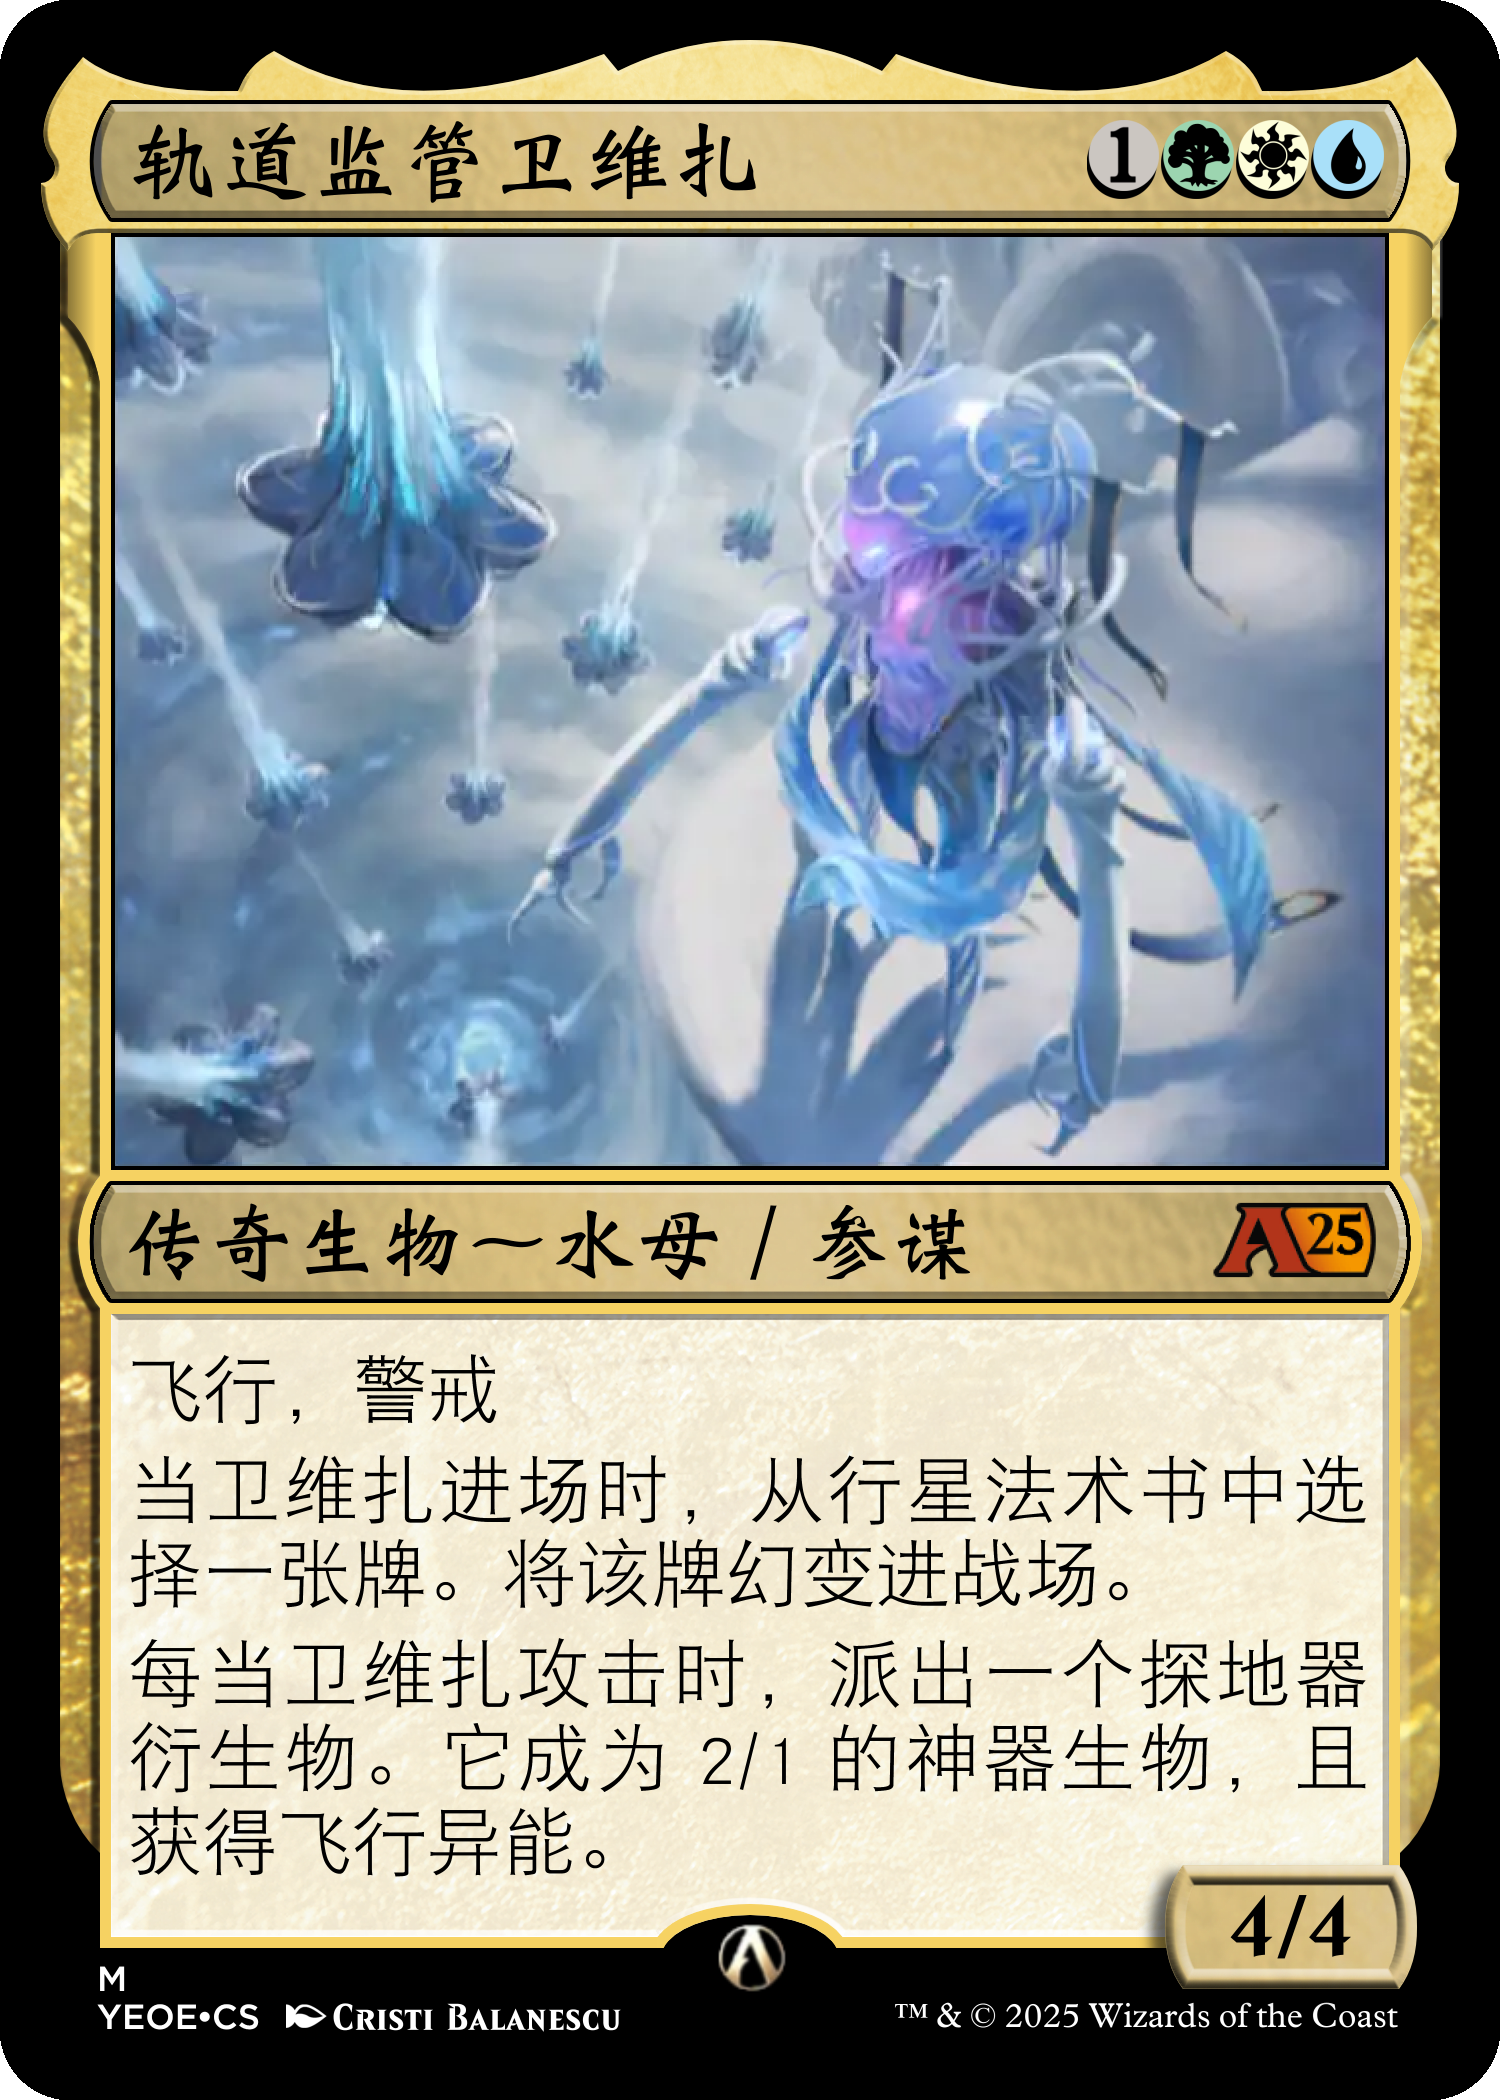 轨道监管卫维扎 1
传奇生物～水母 / 参谋 A25
飞行，警戒
当卫维扎进场时，从行星法术书中选
择一张牌。将该牌幻变进战场。
每当卫维扎攻击时，派出一个探地器
衍生物。它成为 2/1 的神器生物，且
获得飞行异能。
4/4
M
YEOE•CS CRISTI BALANESCU
™ & © 2025 Wizards of the Coast